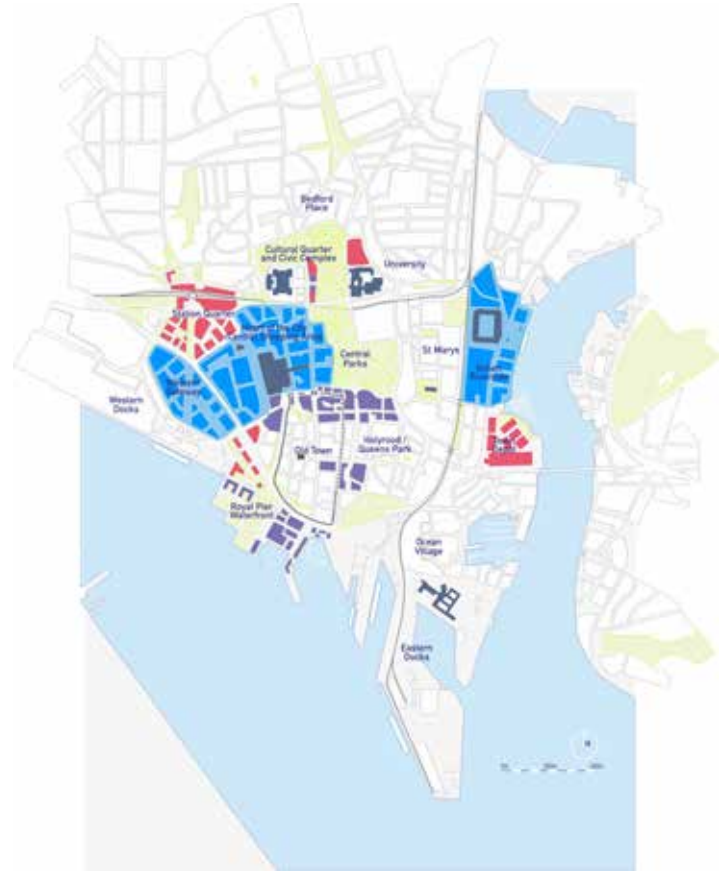 Bedford
Place
Cultural Quarter
and Civic Complex
University
Station Quarter
Central
Parks
St Marys
Western
Docks
Old Town
Holyrood /
Queens Park
Royal Pier
Waterfront
Ocean
Village
Eastern
Docks